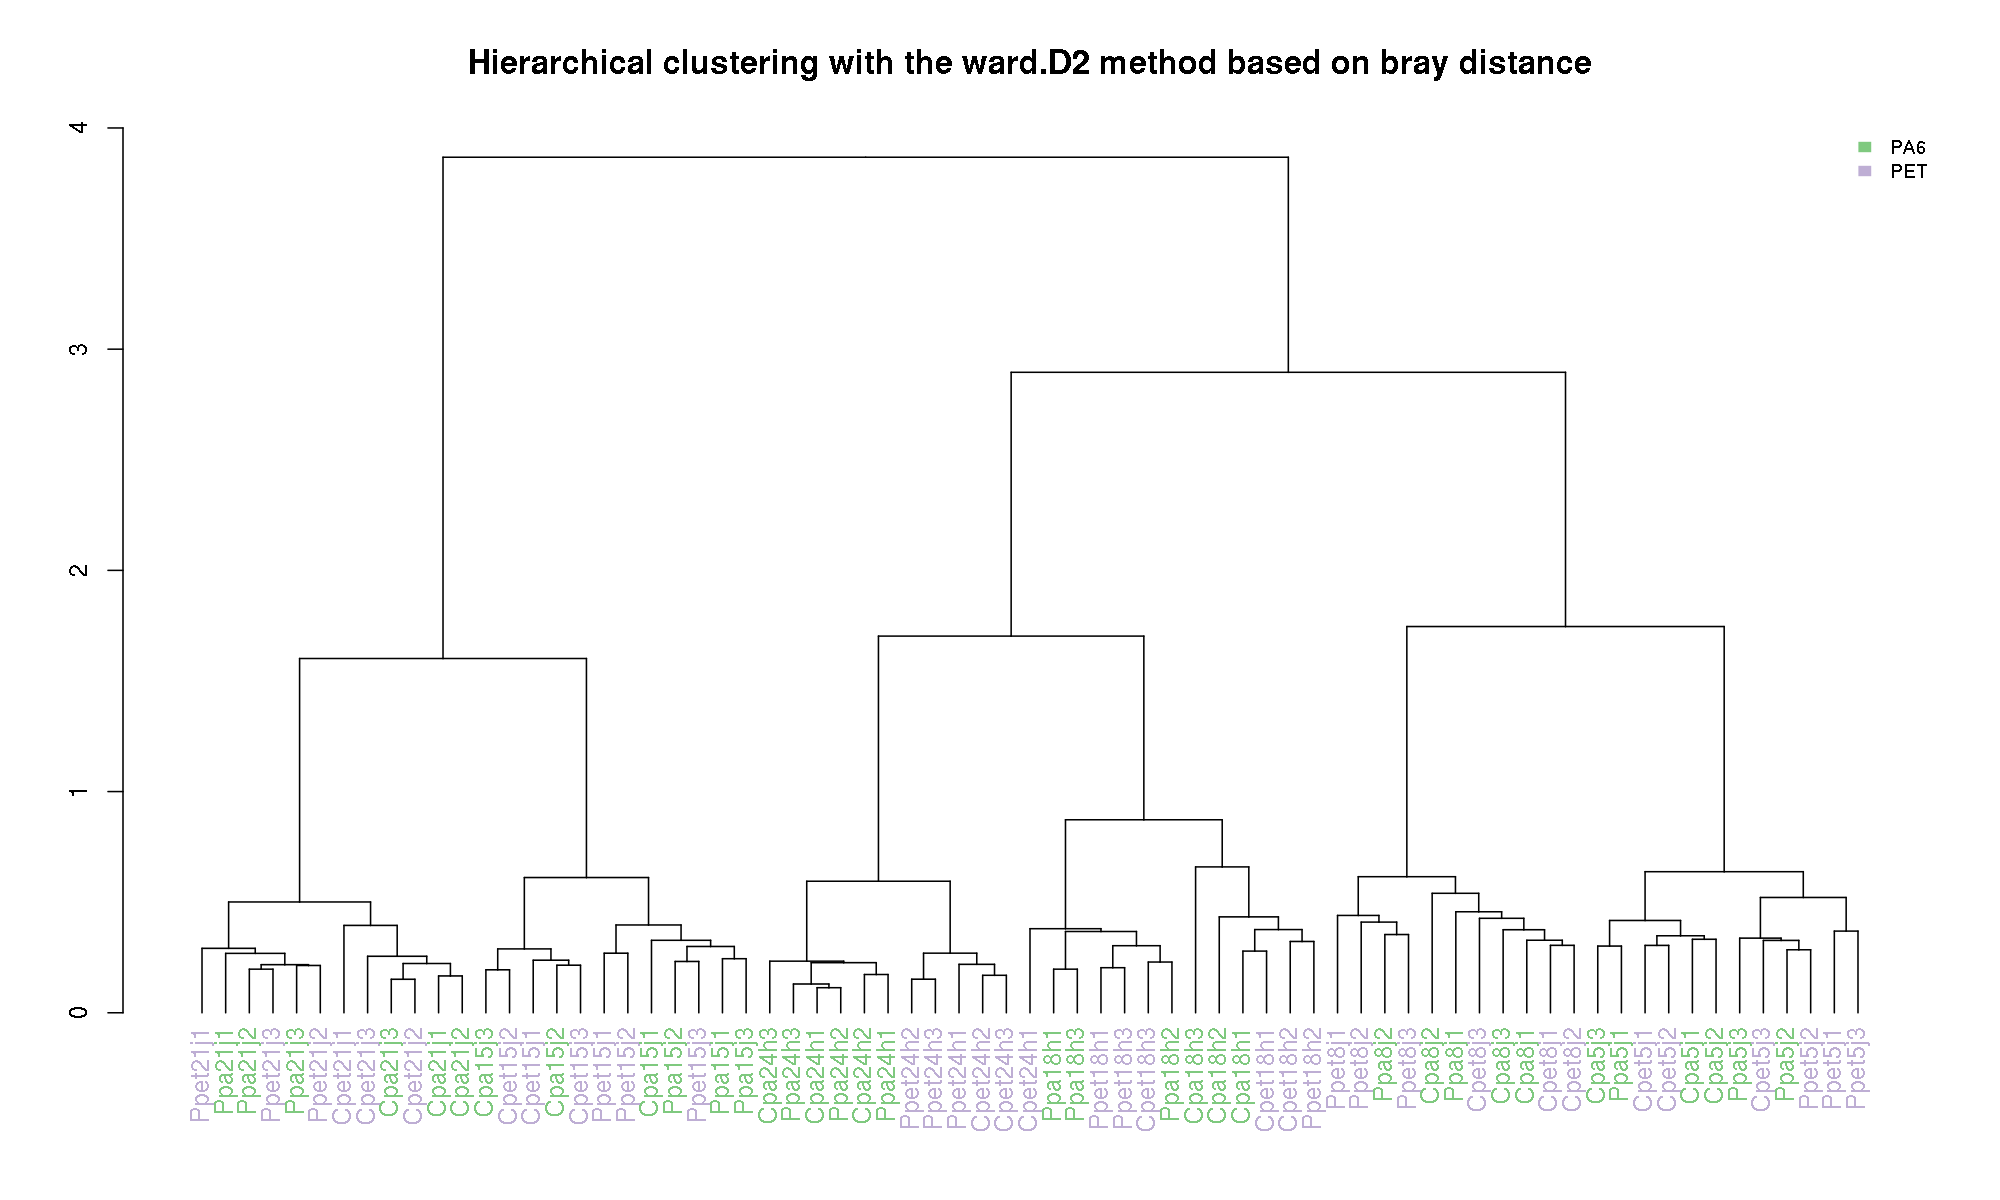 Hierarchical clustering with the ward.D2 method based on bray distance
4
3
2
1
0
PA6
PET
Ppet21j1
Ppa21j1
Ppa21j2
Ppet21j3
Ppa21j3
Ppet21j2
Cpet21j1
Cpet21j3
Cpa21j3
Cpet21j2
Cpa21j1
Cpa21j2
Cpa15j3
Cpet15j2
Cpet15j1
Cpa15j2
Cpet15j3
Ppet15j1
Ppet15j2
Cpa15j1
Ppa15j2
Ppet15j3
Ppa15j1
Ppa15j3
Cpa24h3
Ppa24h3
Cpa24h1
Ppa24h2
Cpa24h2
Ppa24h1
Ppet24h2
Ppet24h3
Ppet24h1
Cpet24h2
Cpet24h3
Cpet24h1
Ppa18h1
Ppa18h3
Ppet18h1
Ppet18h3
Cpet18h3
Ppa18h2
Cpa18h3
Cpa18h2
Cpa18h1
Cpet18h1
Cpet18h2
Ppet18h2
Ppet8j1
Ppet8j2
Ppa8j2
Ppet8j3
Cpa8j2
Ppa8j1
Cpet8j3
Cpa8j3
Cpa8j1
Cpet8j1
Cpet8j2
Cpa5j3
Ppa5j1
Cpet5j1
Cpet5j2
Cpa5j1
Cpa5j2
Ppa5j3
Cpet5j3
Ppa5j2
Ppet5j2
Ppet5j1
Ppet5j3